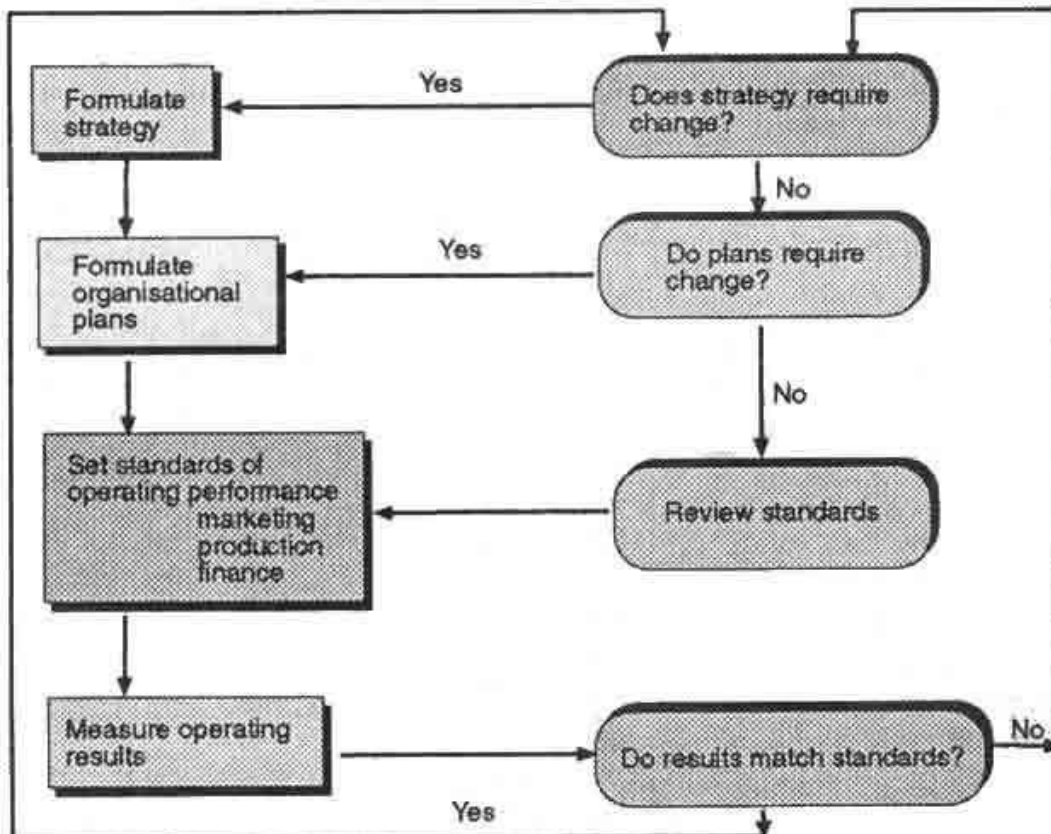 Formulate
strategy
Yes
Does strategy require
change?
No
Formulate
organisational
plans
Yes
Do plans require
change?
No
Set standards of
operating performance
marketing
production
finance
Review standards
Measure operating
results
Do results match standards?
No
Yes